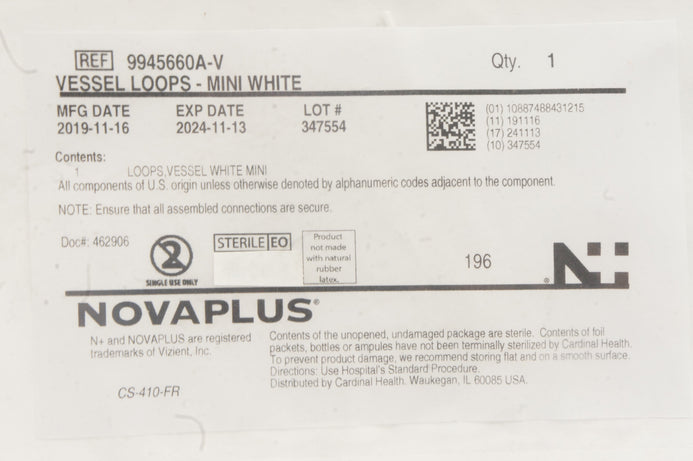 REF 9945660A-V Qty. 1
VESSEL LOOPS - MINI WHITE
MFG DATE EXP DATE LOT #
2019-11-16 2024-11-13 347554
(01) 10887488431215
(11) 191116
(17) 241113
(10) 347554
Contents:
1 LOOPS,VESSEL WHITE MINI
All components of U.S. origin unless otherwise denoted by alphanumeric codes adjacent to the component.
NOTE: Ensure that all assembled connections are secure.
Doc#: 462906
2
SINGLE USE ONLY
STERILE EO
Product
not made
with natural
rubber
latex.
196
® N+
NOVAPLUS®
N+ and NOVAPLUS are registered
trademarks of Vizient, Inc.
Contents of the unopened, undamaged package are sterile. Contents of foil
packets, bottles or ampules have not been terminally sterilized by Cardinal Health.
To prevent product damage, we recommend storing flat and on a smooth surface.
Directions: Use Hospital's Standard Procedure.
Distributed by Cardinal Health. Waukegan, IL 60085 USA.
CS-410-FR